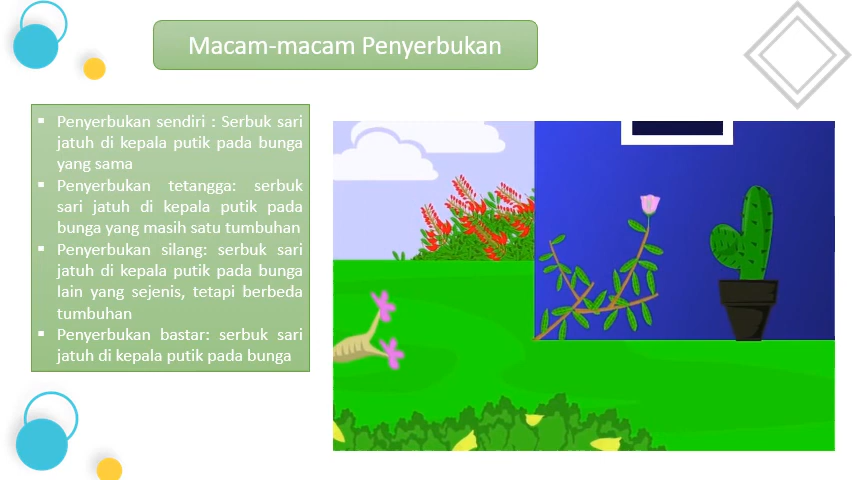 Macam-macam Penyerbukan
▪ Penyerbukan sendiri : Serbuk sari
jatuh di kepala putik pada bunga
yang sama
▪ Penyerbukan tetangga: serbuk
sari jatuh di kepala putik pada
bunga yang masih satu tumbuhan
▪ Penyerbukan silang: serbuk sari
jatuh di kepala putik pada bunga
lain yang sejenis, tetapi berbeda
tumbuhan
▪ Penyerbukan bastar: serbuk sari
jatuh di kepala putik pada bunga